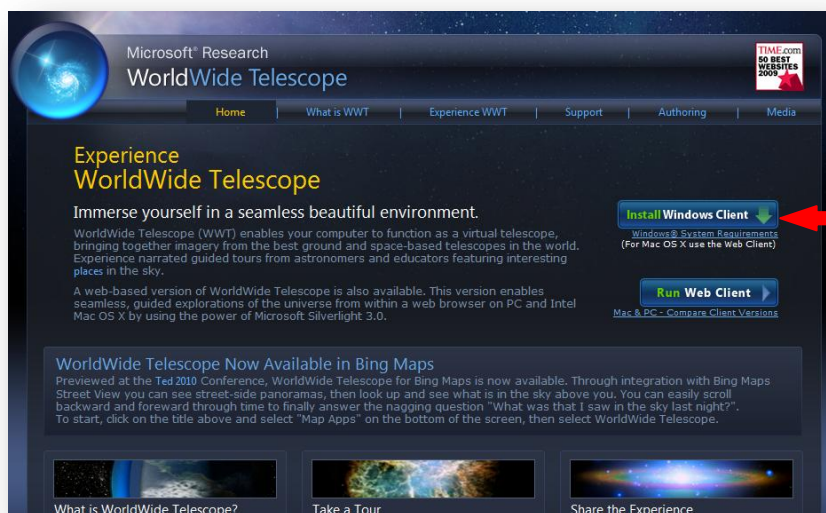 Microsoft® Research
WorldWide Telescope
TIME.com
50 BEST
WEBSITES
2009
Home | What is WWT | Experience WWT | Support | Authoring | Media
Experience
WorldWide Telescope
Immerse yourself in a seamless beautiful environment.
WorldWide Telescope (WWT) enables your computer to function as a virtual telescope,
bringing together imagery from the best ground and space-based telescopes in the world.
Experience narrated guided tours from astronomers and educators featuring interesting
places in the sky.
A web-based version of WorldWide Telescope is also available. This version enables
seamless, guided explorations of the universe from within a web browser on PC and Intel
Mac OS X by using the power of Microsoft Silverlight 3.0.
Install Windows Client
Windows® System Requirements
(For Mac OS X use the Web Client)
Run Web Client
Mac & PC - Compare Client Versions
WorldWide Telescope Now Available in Bing Maps
Previewed at the Ted 2010 Conference, WorldWide Telescope for Bing Maps is now available. Through integration with Bing Maps
Street View you can see street-side panoramas, then look up and see what is in the sky above you. You can easily scroll
backward and foreward through time to finally answer the nagging question "What was that I saw in the sky last night?".
To start, click on the title above and select "Map Apps" on the bottom of the screen, then select WorldWide Telescope.
What is WorldWide Telescope?
Take a Tour
Share the Experience